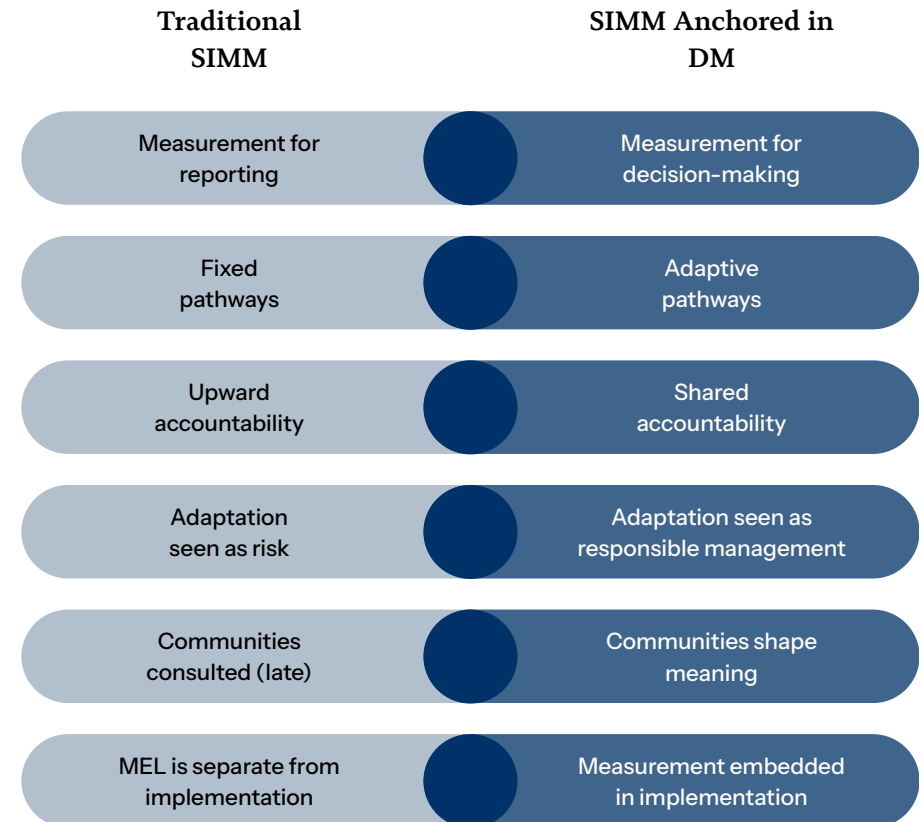 Traditional
SIMM
SIMM Anchored in
DM
Measurement for
reporting
Measurement for
decision-making
Fixed
pathways
Adaptive
pathways
Upward
accountability
Shared
accountability
Adaptation
seen as risk
Adaptation seen as
responsible management
Communities
consulted (late)
Communities shape
meaning
MEL is separate from
implementation
Measurement embedded
in implementation